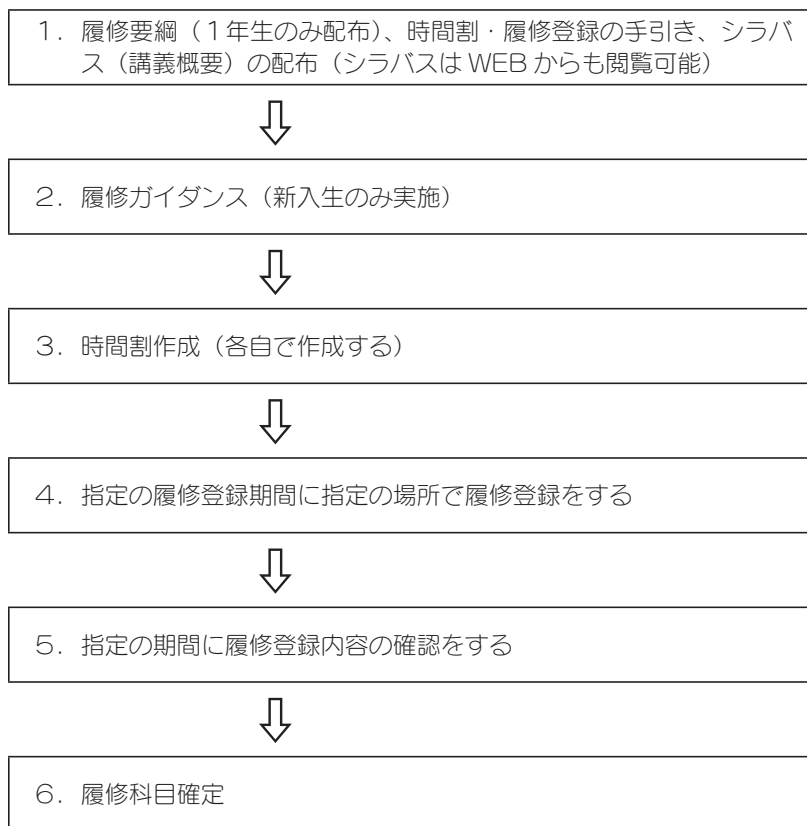 １．履修要綱（１年生のみ配布）、時間割・履修登録の手引き、シラバ
ス（講義概要）の配布（シラバスは WEB からも閲覧可能）
２．履修ガイダンス（新入生のみ実施）
３．時間割作成（各自で作成する）
４．指定の履修登録期間に指定の場所で履修登録をする
５．指定の期間に履修登録内容の確認をする
６．履修科目確定